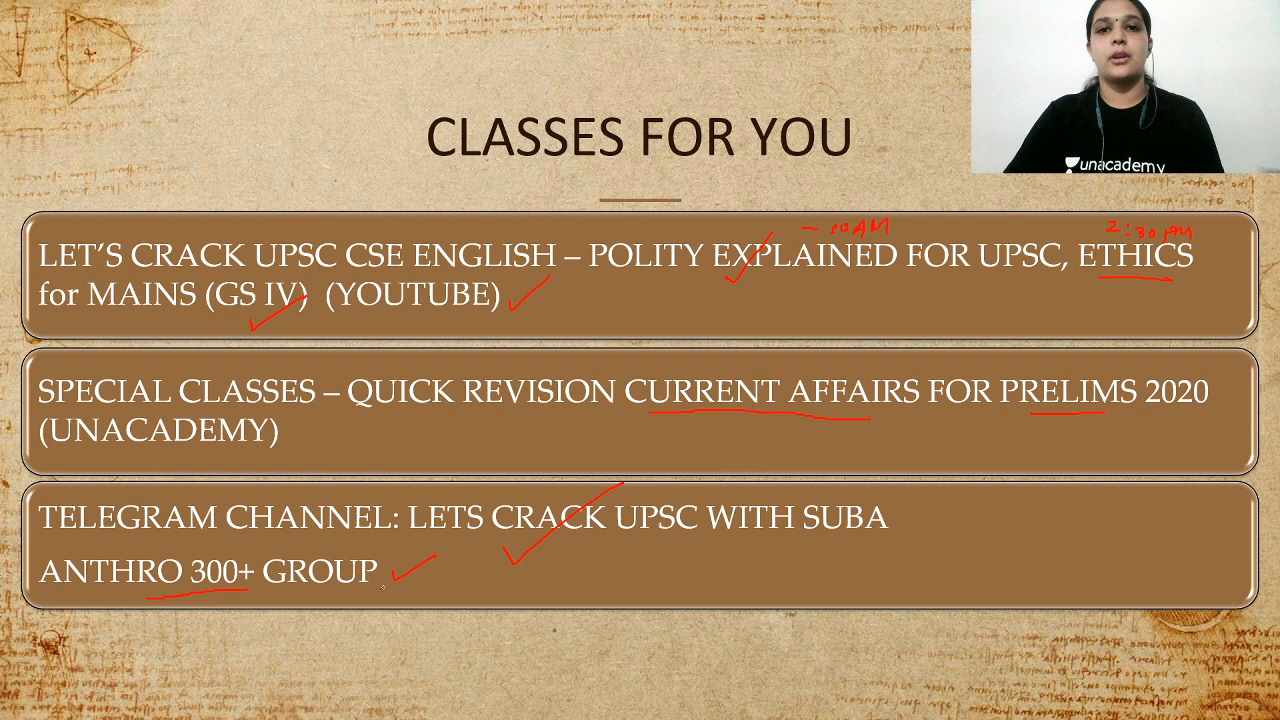 unacademy
CLASSES FOR YOU
– 10AM
2:30 PM
LET’S CRACK UPSC CSE ENGLISH – POLITY EXPLAINED FOR UPSC, ETHICS
for MAINS (GS IV) (YOUTUBE)
SPECIAL CLASSES – QUICK REVISION CURRENT AFFAIRS FOR PRELIMS 2020
(UNACADEMY)
TELEGRAM CHANNEL: LETS CRACK UPSC WITH SUBA
ANTHRO 300+ GROUP